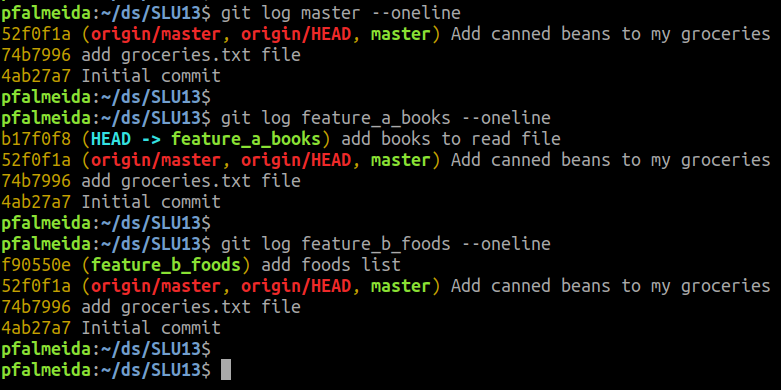 pfalmeida:~/ds/SLU13$ git log master --oneline
52f0f1a (origin/master, origin/HEAD, master) Add canned beans to my groceries
74b7996 add groceries.txt file
4ab27a7 Initial commit
pfalmeida:~/ds/SLU13$
pfalmeida:~/ds/SLU13$ git log feature_a_books --oneline
b17f0f8 (HEAD -> feature_a_books) add books to read file
52f0f1a (origin/master, origin/HEAD, master) Add canned beans to my groceries
74b7996 add groceries.txt file
4ab27a7 Initial commit
pfalmeida:~/ds/SLU13$
pfalmeida:~/ds/SLU13$ git log feature_b_foods --oneline
f90550e (feature_b_foods) add foods list
52f0f1a (origin/master, origin/HEAD, master) Add canned beans to my groceries
74b7996 add groceries.txt file
4ab27a7 Initial commit
pfalmeida:~/ds/SLU13$
pfalmeida:~/ds/SLU13$